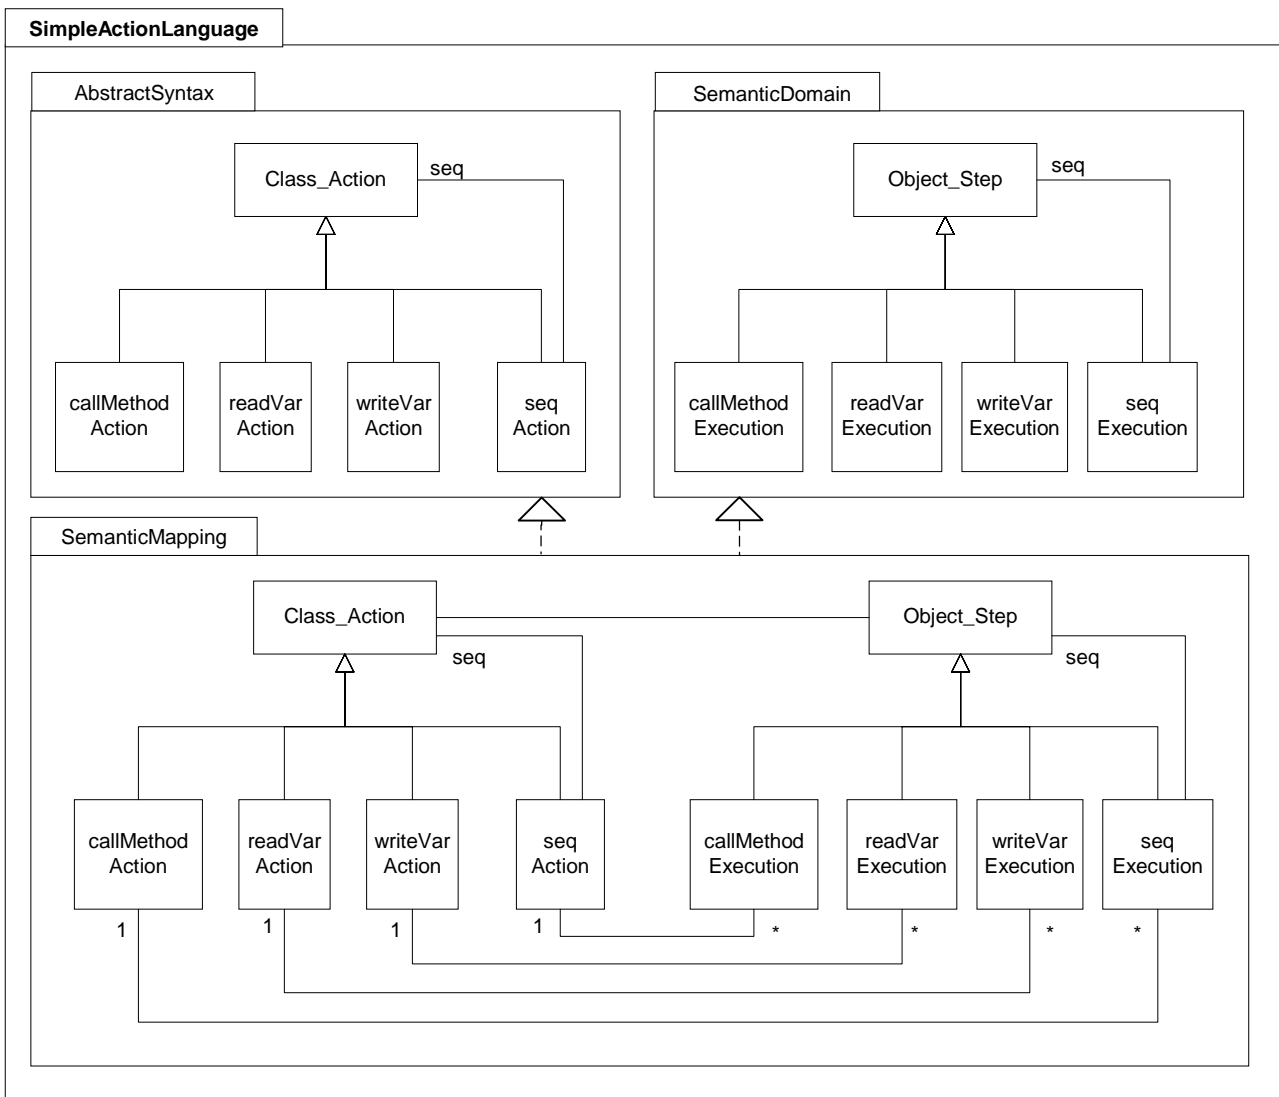 SimpleActionLanguage
AbstractSyntax
Class_Action
seq
callMethod
Action
readVar
Action
writeVar
Action
seq
Action
SemanticDomain
Object_Step
seq
callMethod
Execution
readVar
Execution
writeVar
Execution
seq
Execution
SemanticMapping
Class_Action
seq
Object_Step
seq
callMethod
Action
readVar
Action
writeVar
Action
seq
Action
callMethod
Execution
readVar
Execution
writeVar
Execution
seq
Execution
1
1
1
1
*
*
*
*